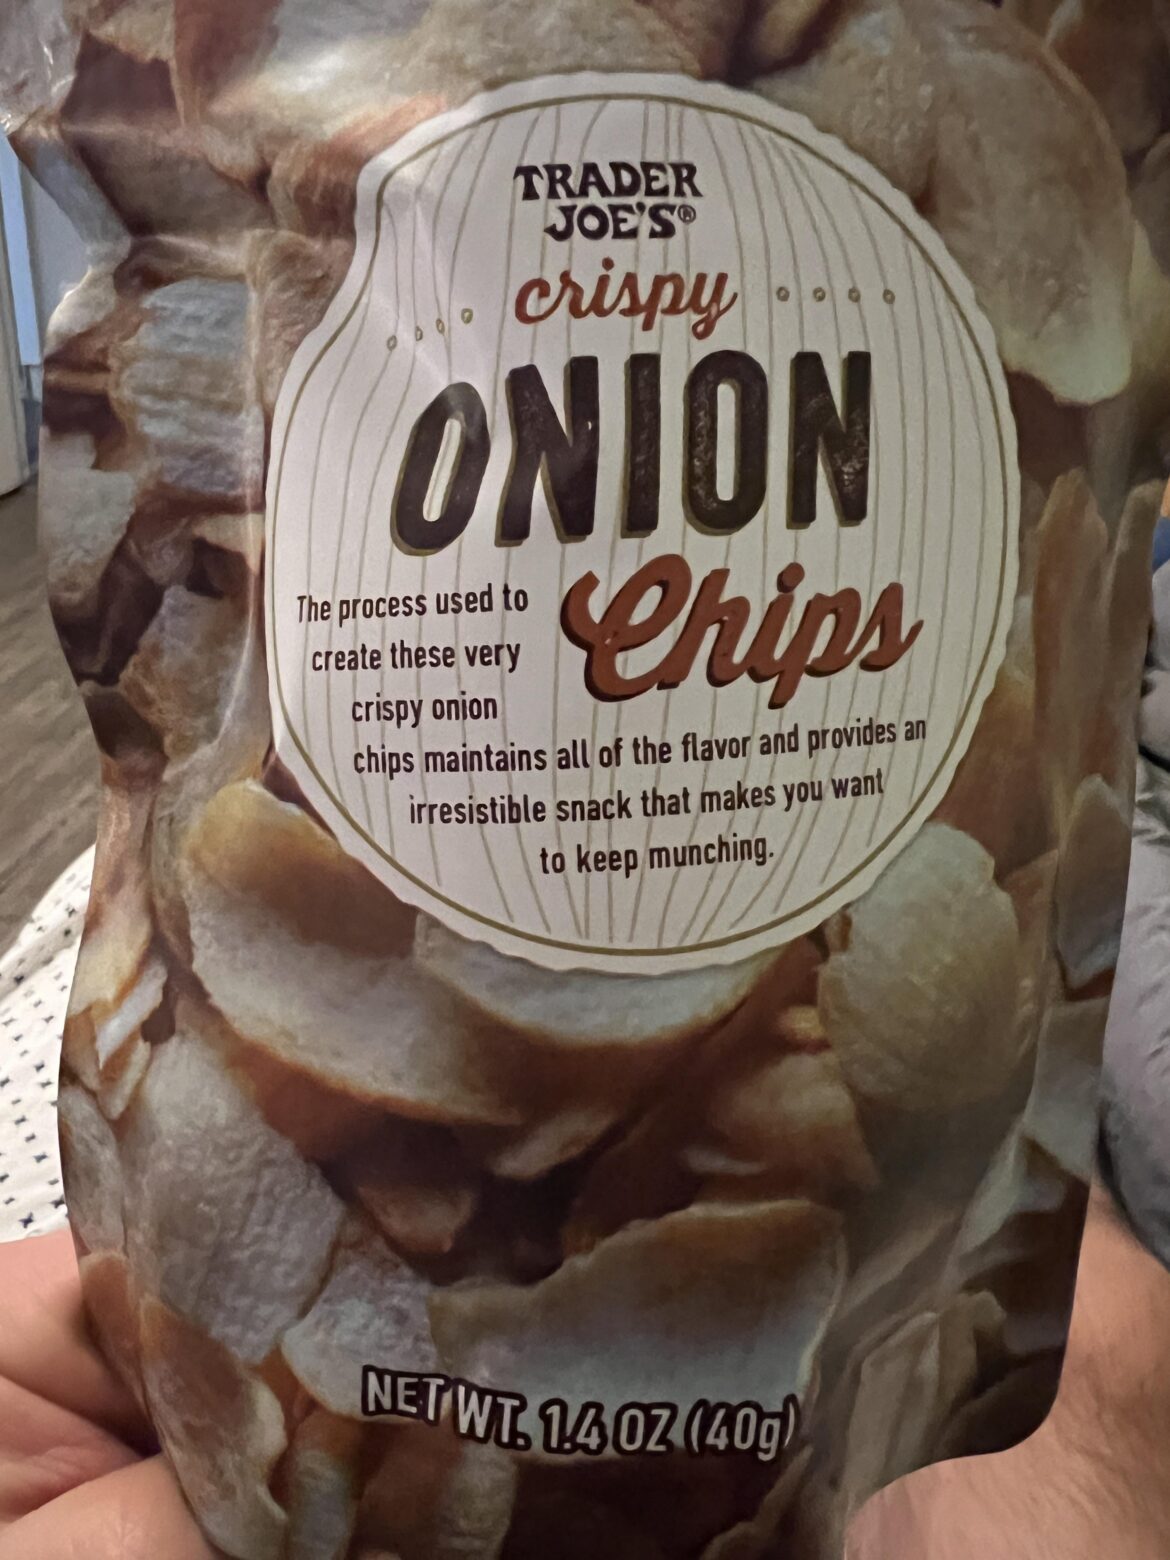 TRADER
JOE'S®
crispy
ONION
Chips
The process used to
create these very
crispy onion
chips maintains all of the flavor and provides an
irresistible snack that makes you want
to keep munching.
NET WT. 1.4 OZ (40g)